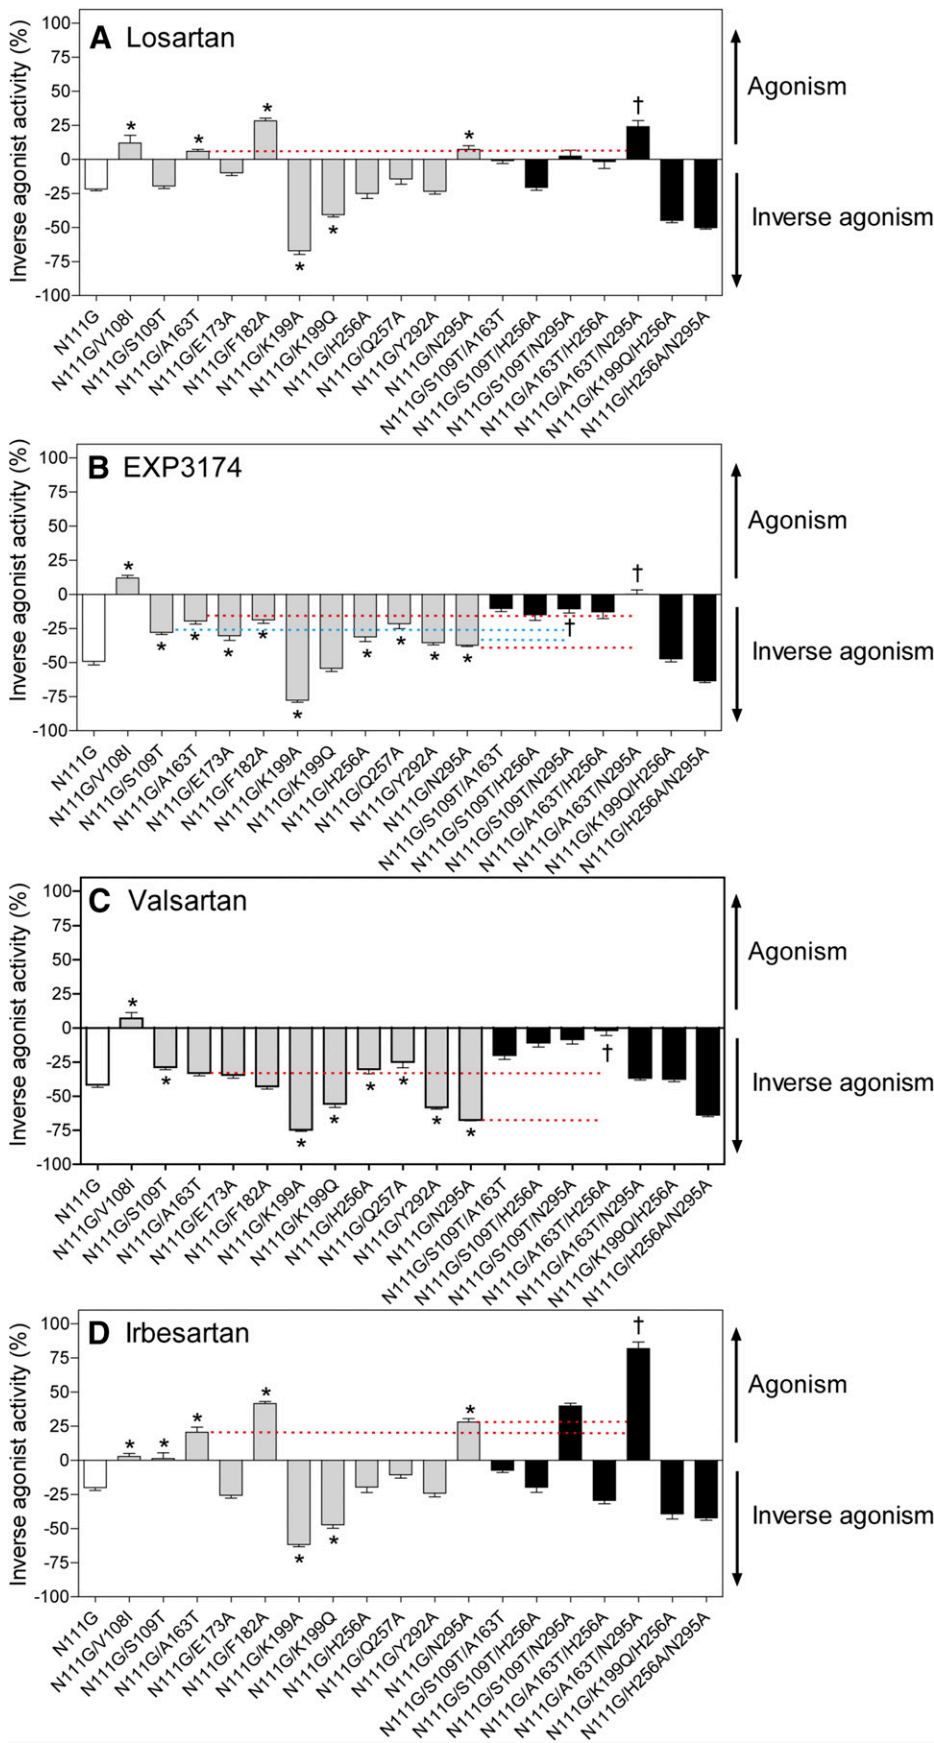 A Losartan
Inverse agonist activity (%)
100
75
50
25
0
-25
-50
-75
-100
* * * * * * † *
Agonism
Inverse agonism
N111G
N111G/V108I
N111G/S109T
N111G/A163T
N111G/E173A
N111G/F182A
N111G/K199A
N111G/K199Q
N111G/H256A
N111G/Q257A
N111G/Y292A
N111G/N295A
N111G/S109T/A163T
N111G/S109T/H256A
N111G/S109T/N295A
N111G/A163T/H256A
N111G/A163T/N295A
N111G/K199Q/H256A
N111G/H256A/N295A
B EXP3174
Inverse agonist activity (%)
100
75
50
25
0
-25
-50
-75
-100
* * * * * * * * * * † †
Agonism
Inverse agonism
N111G
N111G/V108I
N111G/S109T
N111G/A163T
N111G/E173A
N111G/F182A
N111G/K199A
N111G/K199Q
N111G/H256A
N111G/Q257A
N111G/Y292A
N111G/N295A
N111G/S109T/A163T
N111G/S109T/H256A
N111G/S109T/N295A
N111G/A163T/H256A
N111G/A163T/N295A
N111G/K199Q/H256A
N111G/H256A/N295A
C Valsartan
Inverse agonist activity (%)
100
75
50
25
0
-25
-50
-75
-100
* * * * * * * * †
Agonism
Inverse agonism
N111G
N111G/V108I
N111G/S109T
N111G/A163T
N111G/E173A
N111G/F182A
N111G/K199A
N111G/K199Q
N111G/H256A
N111G/Q257A
N111G/Y292A
N111G/N295A
N111G/S109T/A163T
N111G/S109T/H256A
N111G/S109T/N295A
N111G/A163T/H256A
N111G/A163T/N295A
N111G/K199Q/H256A
N111G/H256A/N295A
D Irbesartan
Inverse agonist activity (%)
100
75
50
25
0
-25
-50
-75
-100
* * * * * * * †
Agonism
Inverse agonism
N111G
N111G/V108I
N111G/S109T
N111G/A163T
N111G/E173A
N111G/F182A
N111G/K199A
N111G/K199Q
N111G/H256A
N111G/Q257A
N111G/Y292A
N111G/N295A
N111G/S109T/A163T
N111G/S109T/H256A
N111G/S109T/N295A
N111G/A163T/H256A
N111G/A163T/N295A
N111G/K199Q/H256A
N111G/H256A/N295A